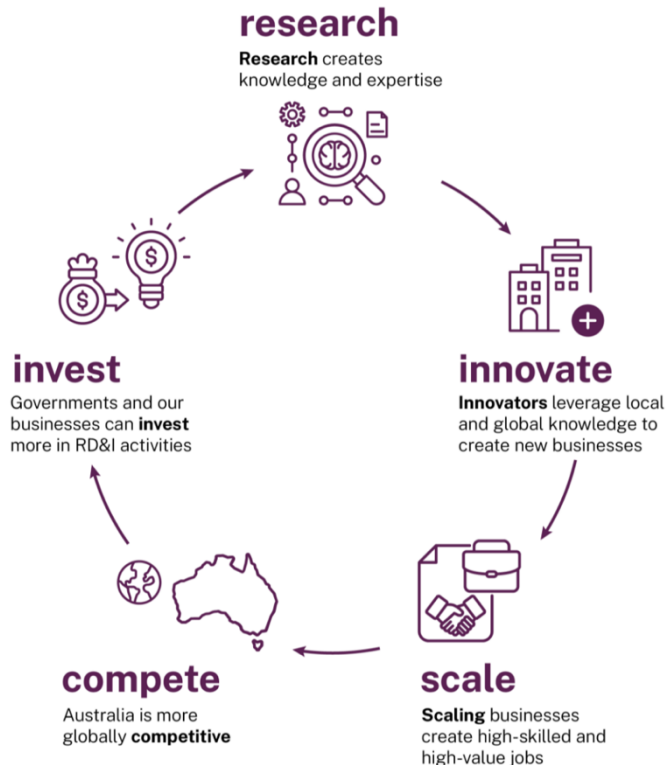 research
Research creates
knowledge and expertise
$
$
invest
Governments and our
businesses can invest
more in RD&I activities
innovate
Innovators leverage local
and global knowledge to
create new businesses
compete
Australia is more
globally competitive
scale
Scaling businesses
create high-skilled and
high-value jobs